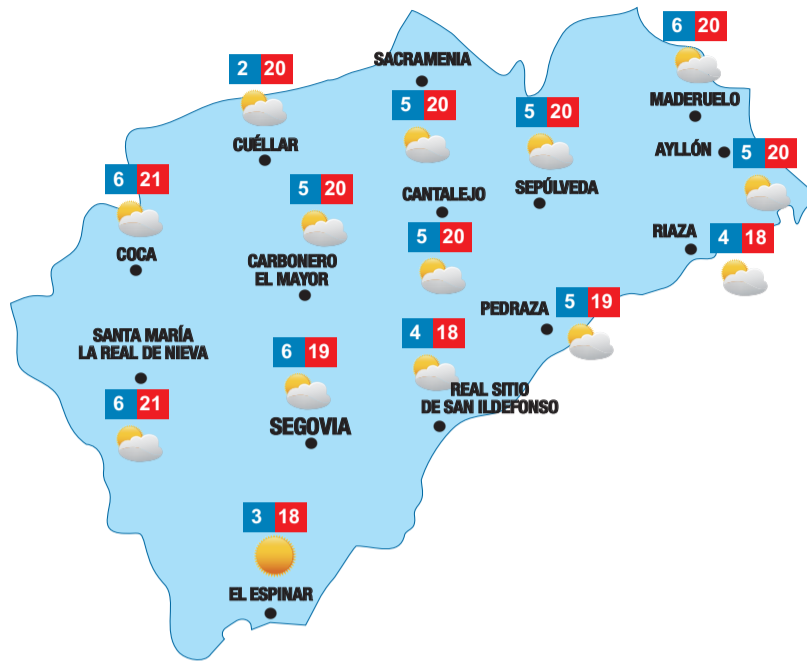 6 20
MADERUELO
SACRAMENIA
2 20
CUÉLLAR
5 20
5 20
SEPÚLVEDA
AYLLÓN
5 20
6 21
COCA
5 20
CARBONERO
EL MAYOR
CANTALEJO
5 20
RIAZA
4 18
PEDRAZA
5 19
SANTA MARÍA
LA REAL DE NIEVA
6 21
6 19
SEGOVIA
4 18
REAL SITIO
DE SAN ILDEFONSO
3 18
EL ESPINAR